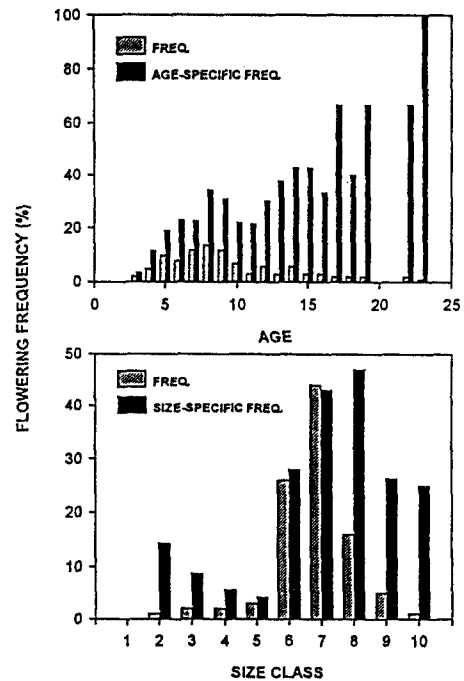 FLOWERING FREQUENCY (%)
100
80
60
40
20
0
FREQ.
AGE-SPECIFIC FREQ.
0 5 10 15 20 25
AGE
50
40
30
20
10
0
FREQ.
SIZE-SPECIFIC FREQ.
1 2 3 4 5 6 7 8 9 10
SIZE CLASS